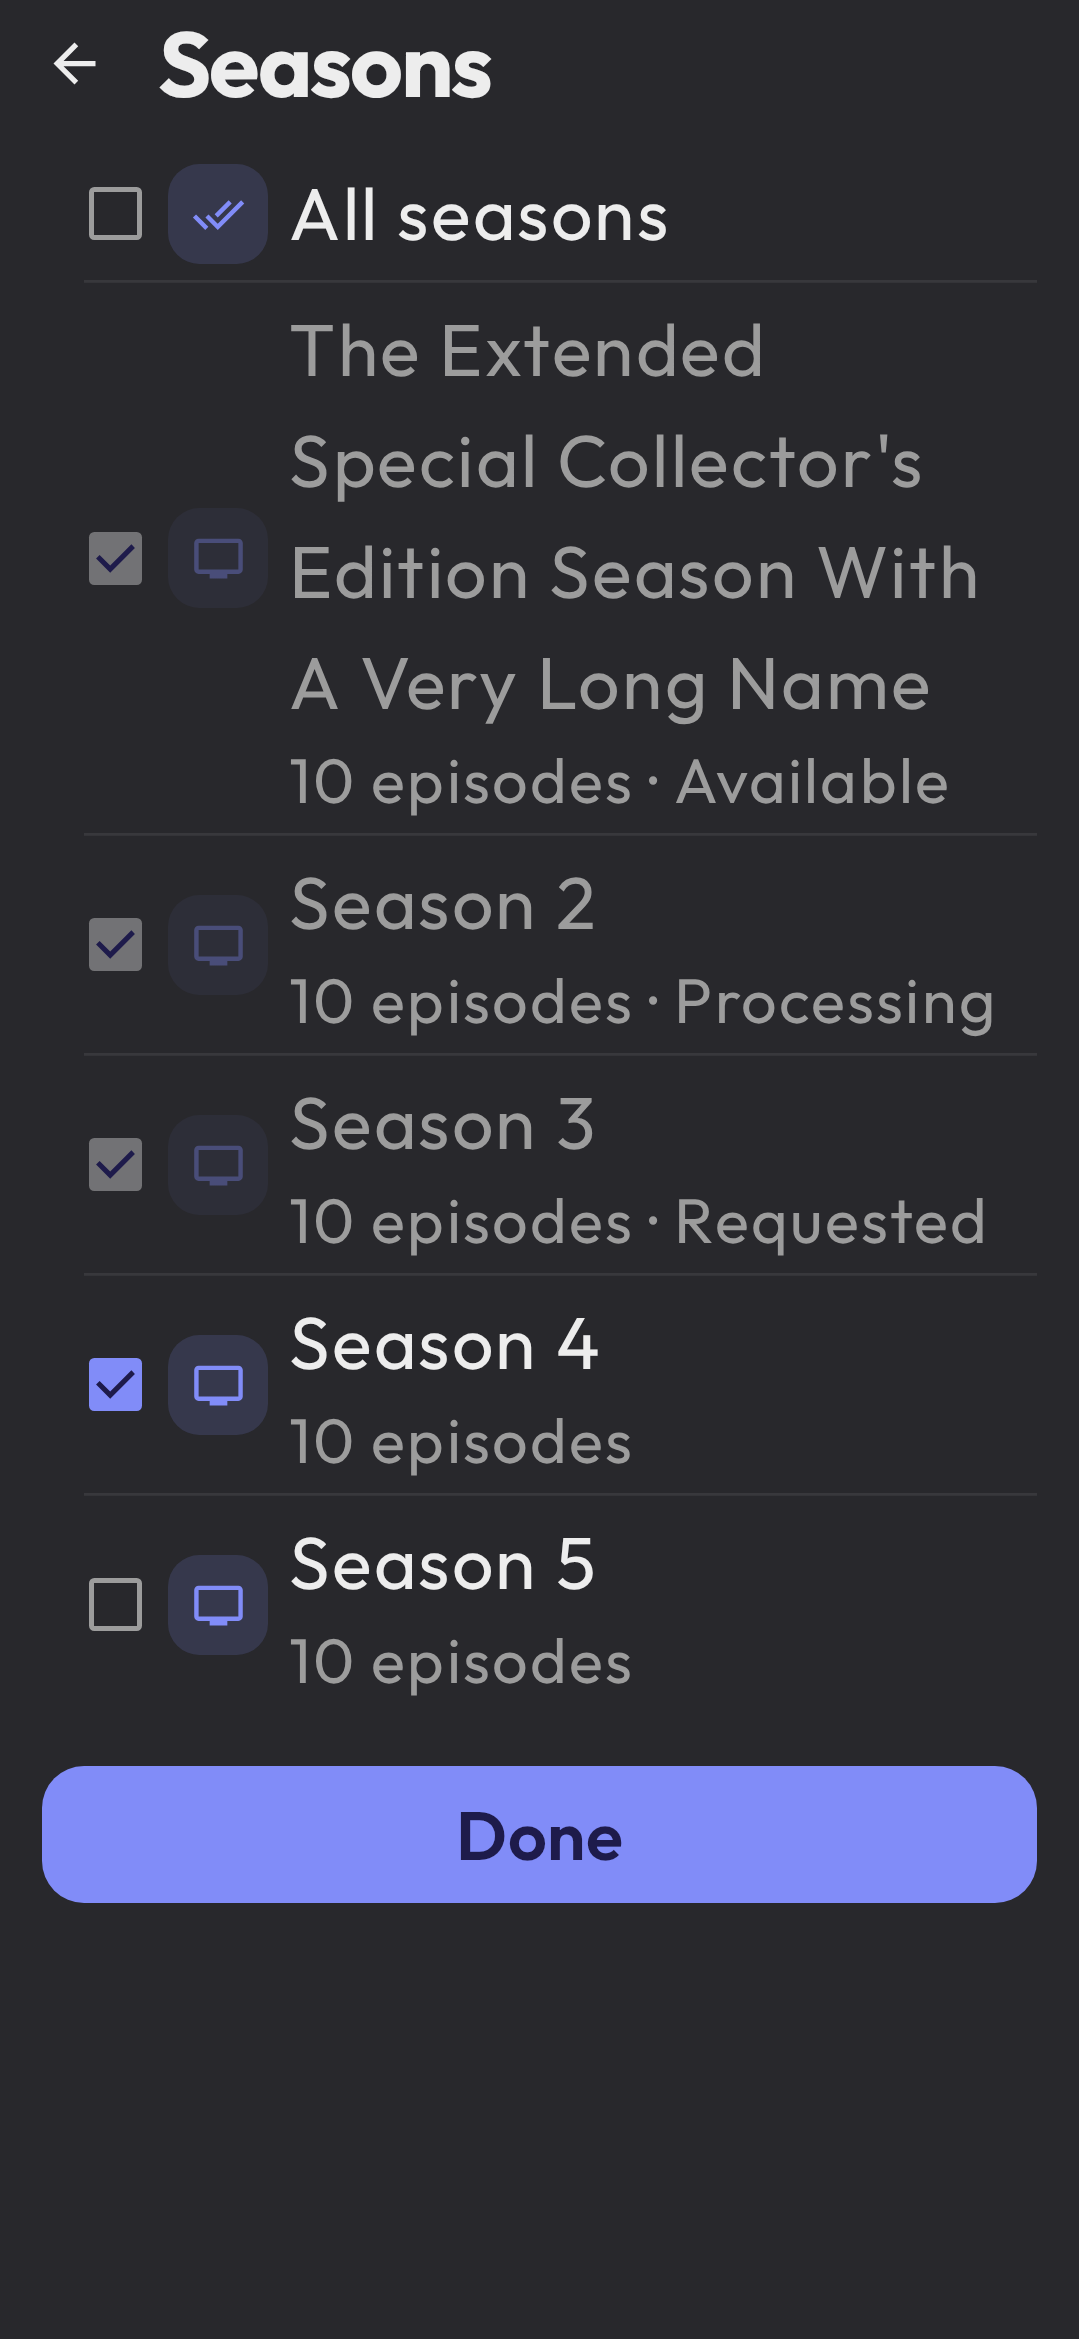 Seasons
All seasons
The Extended
Special Collector's
Edition Season With
A Very Long Name
10 episodes · Available
Season 2
10 episodes · Processing
Season 3
10 episodes · Requested
Season 4
10 episodes
Season 5
10 episodes
Done